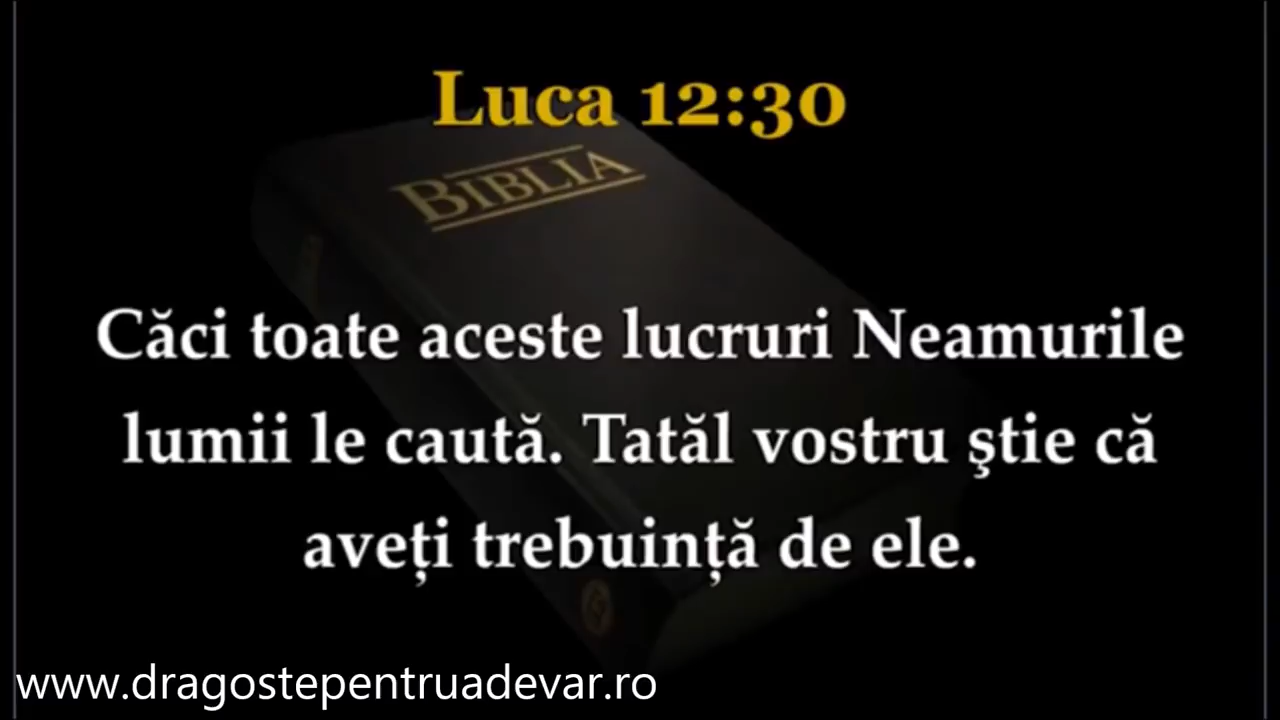 Luca 12:30
BIBLIA
Căci toate aceste lucruri Neamurile
lumii le caută. Tatăl vostru ştie că
aveți trebuință de ele.
www.dragostepentruadevar.ro